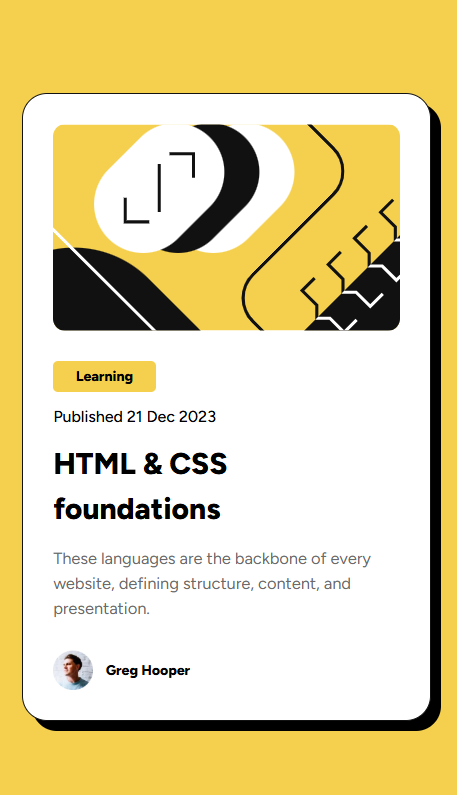 Learning
Published 21 Dec 2023
HTML & CSS
foundations
These languages are the backbone of every
website, defining structure, content, and
presentation.
Greg Hooper